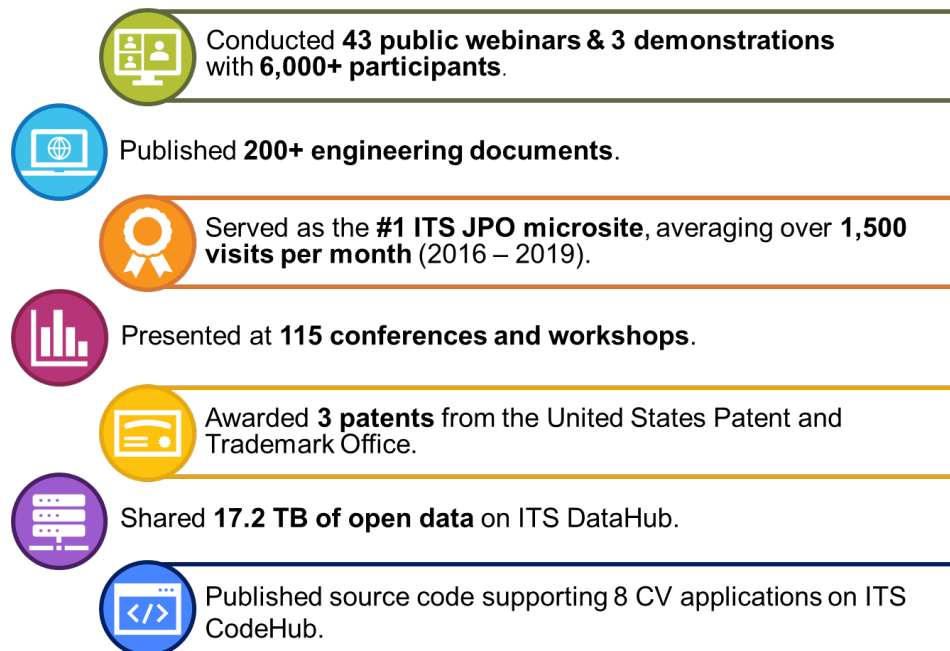 Conducted 43 public webinars & 3 demonstrations
with 6,000+ participants.
Published 200+ engineering documents.
Served as the #1 ITS JPO microsite, averaging over 1,500
visits per month (2016 – 2019).
Presented at 115 conferences and workshops.
Awarded 3 patents from the United States Patent and
Trademark Office.
Shared 17.2 TB of open data on ITS DataHub.
</>
Published source code supporting 8 CV applications on ITS
CodeHub.